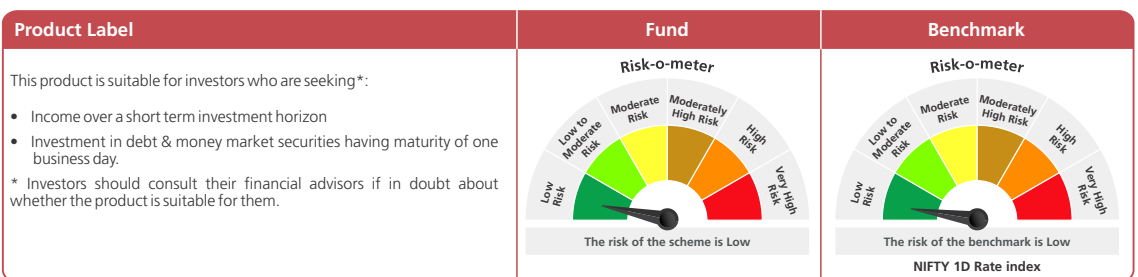 Product Label
Fund
Benchmark
This product is suitable for investors who are seeking*:
• Income over a short term investment horizon
• Investment in debt & money market securities having maturity of one
business day.
* Investors should consult their financial advisors if in doubt about
whether the product is suitable for them.
Risk-o-meter
Low
Risk
Low to
Moderate
Risk
Moderate
Risk
Moderately
High Risk
High
Risk
Very High
Risk
The risk of the scheme is Low
Risk-o-meter
Low
Risk
Low to
Moderate
Risk
Moderate
Risk
Moderately
High Risk
High
Risk
Very High
Risk
The risk of the benchmark is Low
NIFTY 1D Rate index